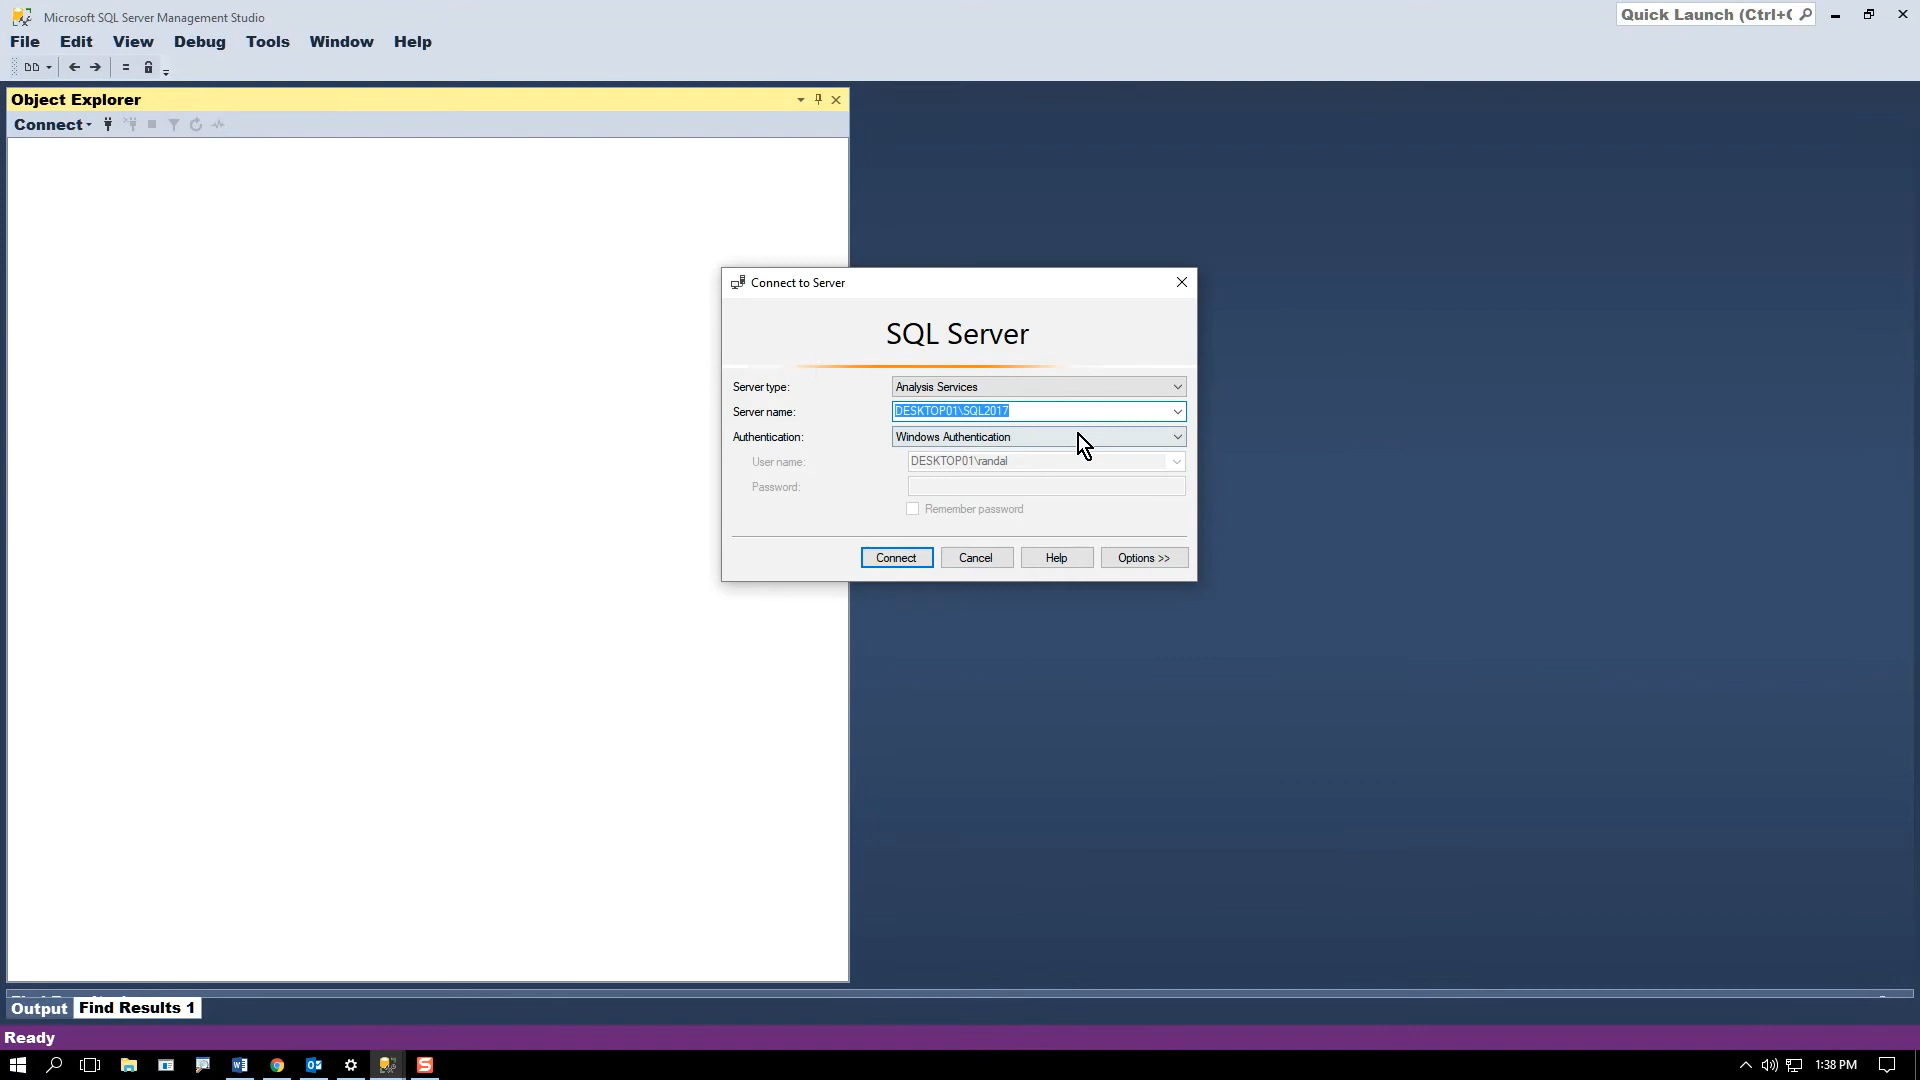 Microsoft SQL Server Management Studio
Quick Launch (Ctrl+
File Edit View Debug Tools Window Help
Object Explorer
Connect
Connect to Server
SQL Server
Server type: Analysis Services
Server name: DESKTOP01\SQL2017
Authentication: Windows Authentication
User name: DESKTOP01\randal
Password:
Remember password
Connect Cancel Help Options >>
Output Find Results 1
Ready
1:38 PM